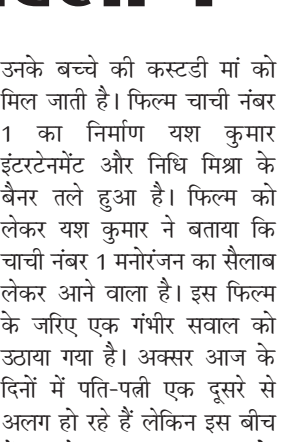 उनके बच्चे की कस्टडी मां को
मिल जाती है। फिल्म चाची नंबर
1 का निर्माण यश कुमार
इंटरटेनमेंट और निधि मिश्रा के
बैनर तले हुआ है। फिल्म को
लेकर यश कुमार ने बताया कि
चाची नंबर 1 मनोरंजन का सैलाब
लेकर आने वाला है। इस फिल्म
के जरिए एक गंभीर सवाल को
उठाया गया है। अक्सर आज के
दिनों में पति-पत्नी एक दूसरे से
अलग हो रहे हैं लेकिन इस बीच